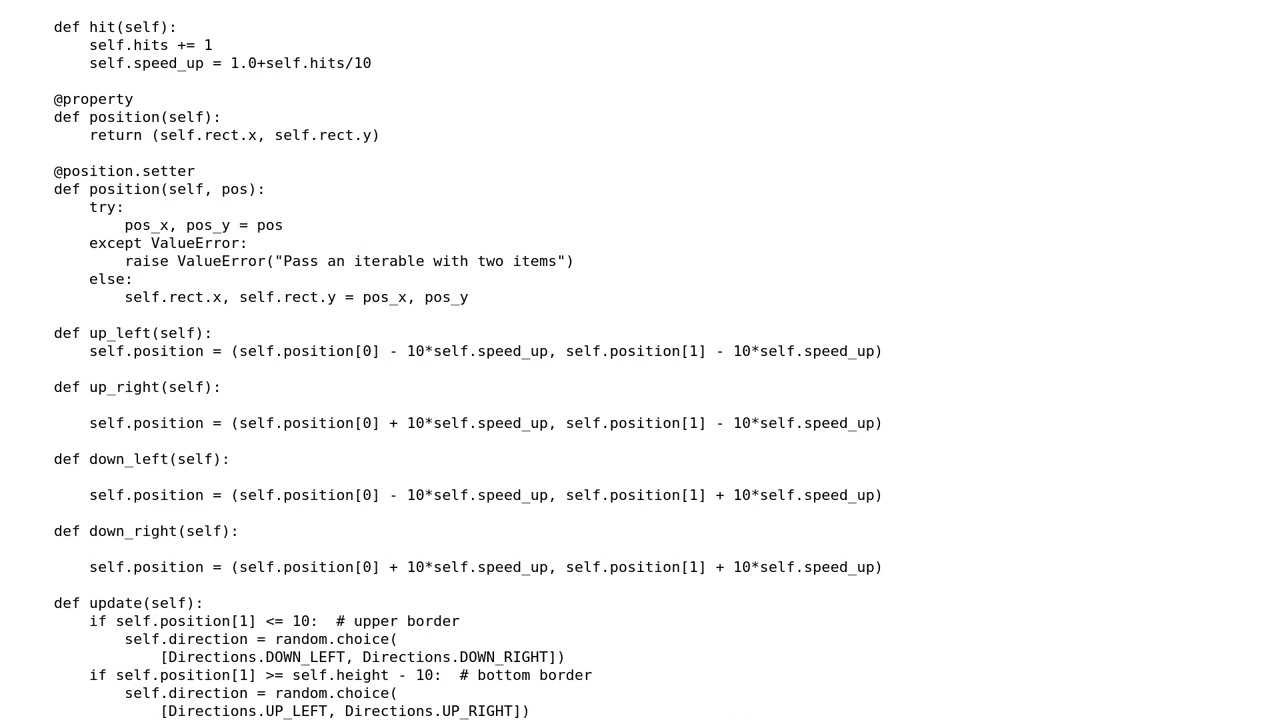 def hit(self):
    self.hits += 1
    self.speed_up = 1.0+self.hits/10

@property
def position(self):
    return (self.rect.x, self.rect.y)

@position.setter
def position(self, pos):
    try:
        pos_x, pos_y = pos
    except ValueError:
        raise ValueError("Pass an iterable with two items")
    else:
        self.rect.x, self.rect.y = pos_x, pos_y

def up_left(self):
    self.position = (self.position[0] - 10*self.speed_up, self.position[1] - 10*self.speed_up)

def up_right(self):

    self.position = (self.position[0] + 10*self.speed_up, self.position[1] - 10*self.speed_up)

def down_left(self):

    self.position = (self.position[0] - 10*self.speed_up, self.position[1] + 10*self.speed_up)

def down_right(self):

    self.position = (self.position[0] + 10*self.speed_up, self.position[1] + 10*self.speed_up)

def update(self):
    if self.position[1] <= 10:  # upper border
        self.direction = random.choice(
            [Directions.DOWN_LEFT, Directions.DOWN_RIGHT])
    if self.position[1] >= self.height - 10:  # bottom border
        self.direction = random.choice(
            [Directions.UP_LEFT, Directions.UP_RIGHT])